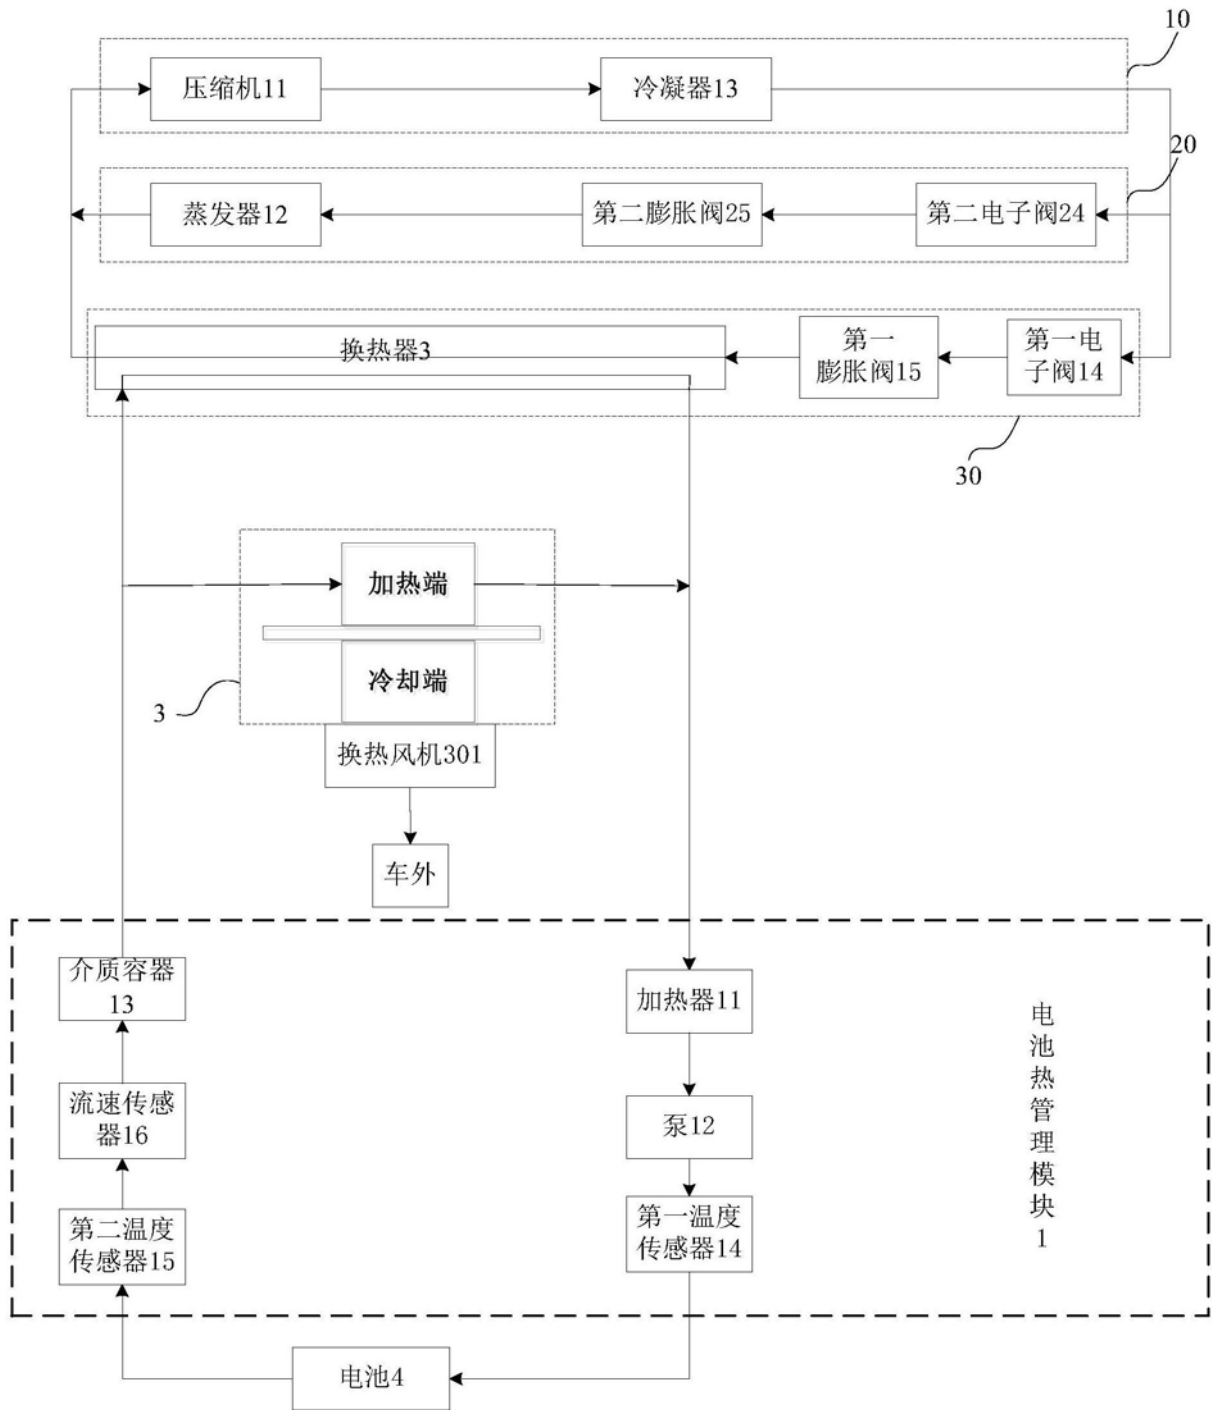 10
压缩机11
冷凝器13
20
蒸发器12
第二膨胀阀25
第二电子阀24
换热器3
第一
膨胀阀15
第一电
子阀14
30
加热端
冷却端
3
换热风机301
车外
介质容器
13
加热器11
流速传感
器16
泵12
第二温度
传感器15
第一温度
传感器14
电
池
热
管
理
模
块
1
电池4